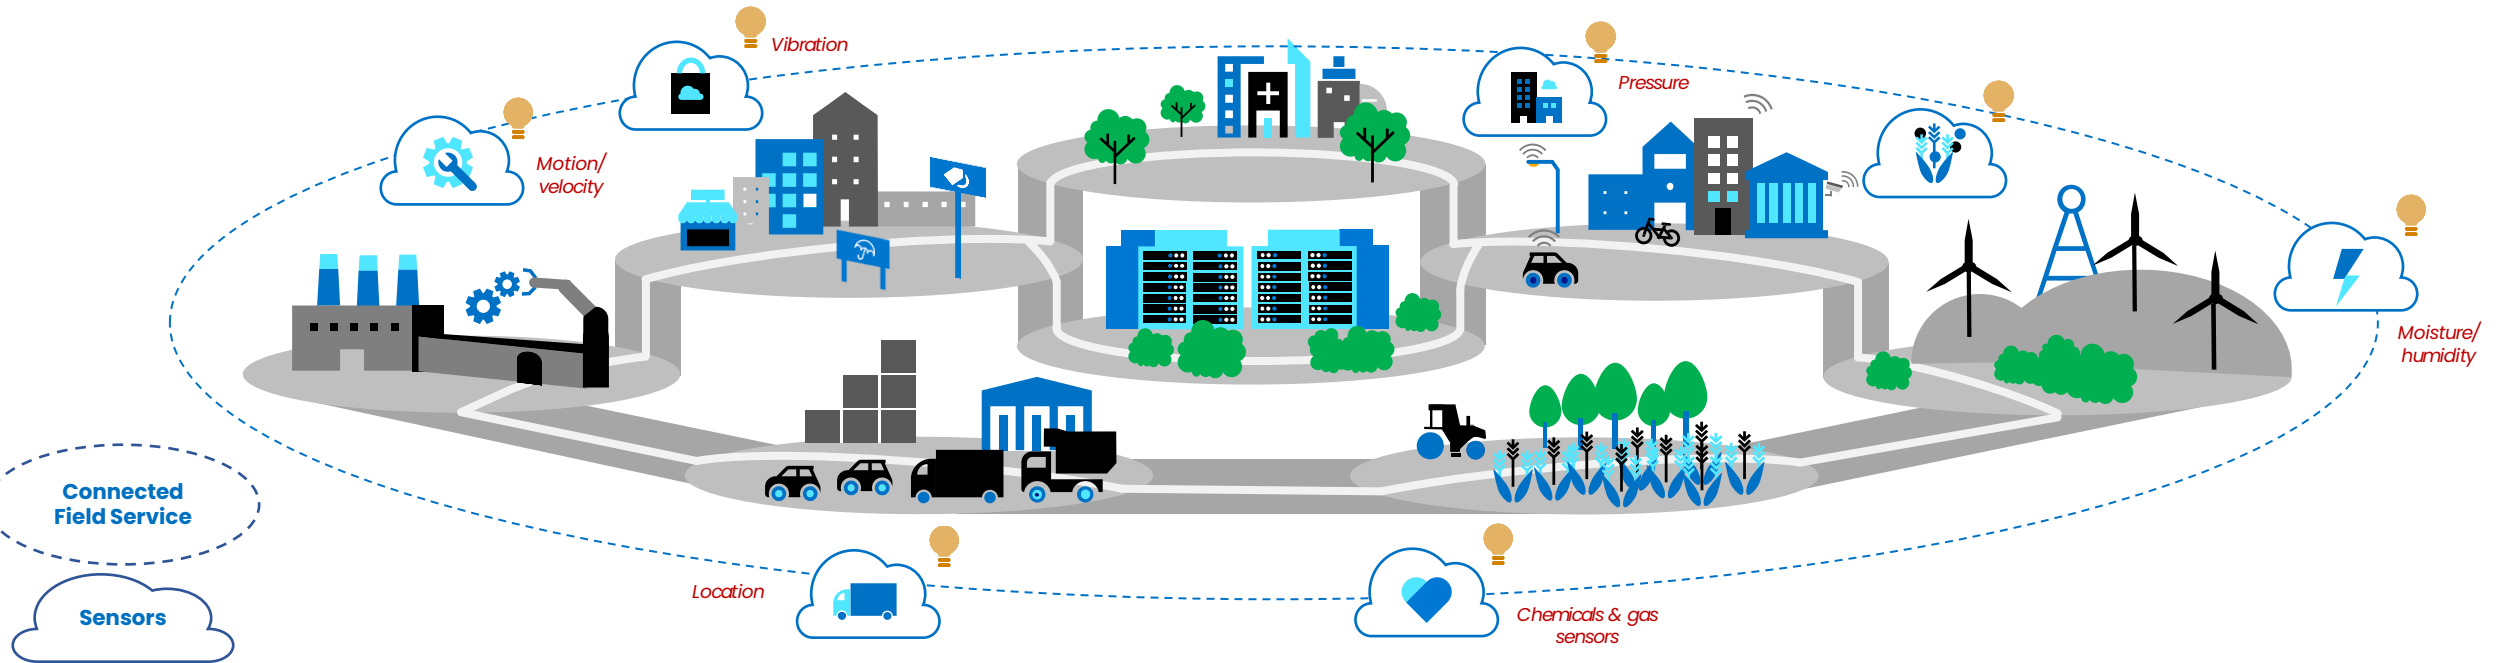 Vibration
Pressure
Motion/
velocity
Moisture/
humidity
Connected
Field Service
Location
Chemicals & gas
sensors
Sensors